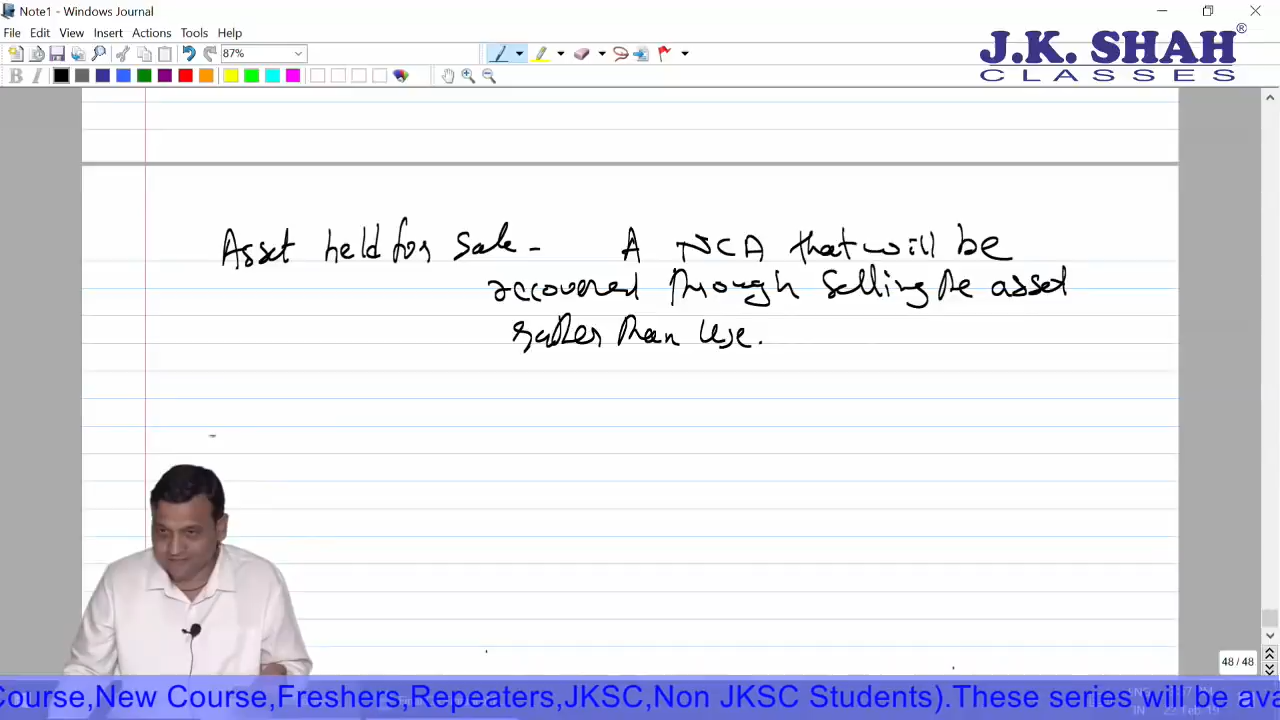 Note1 - Windows Journal
File Edit View Insert Actions Tools Help
87%
B I
J.K. SHAH®
CLASSES
Asset held for Sale - A NCA that will be
recovered through Selling the asset
rather than use.
48 / 48
Course,New Course,Freshers,Repeaters,JKSC,Non JKSC Students).These series will be ava